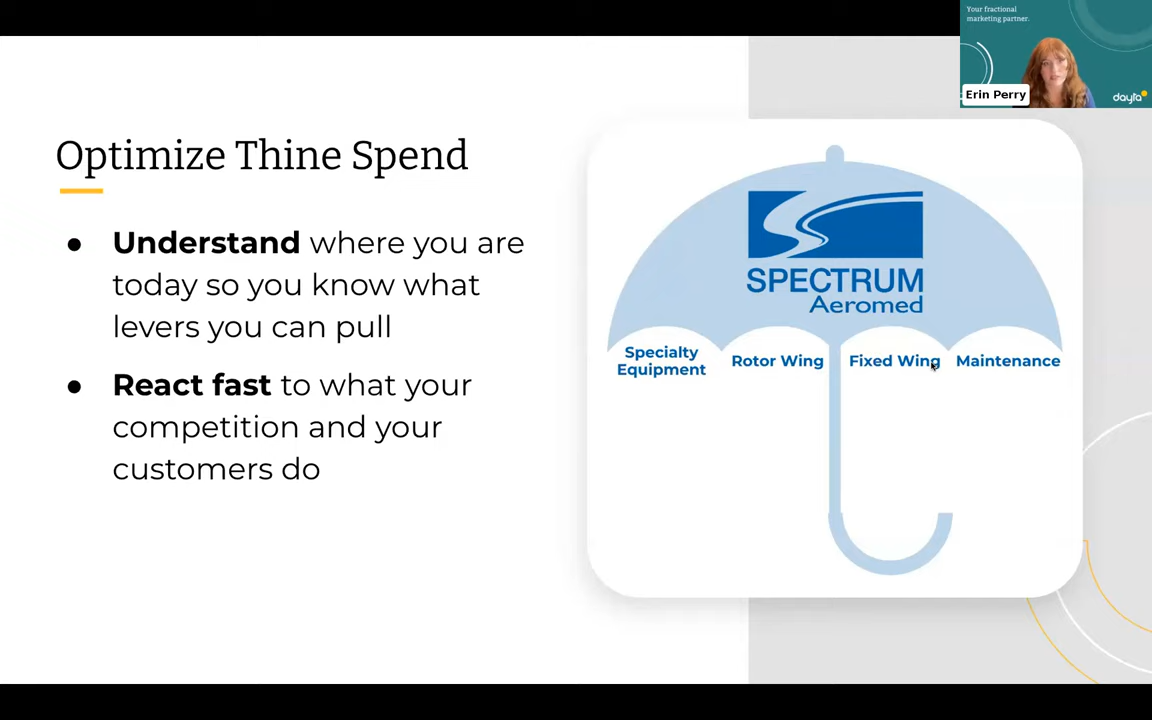 Your fractional
marketing partner.
Erin Perry
dayta
Optimize Thine Spend
● Understand where you are
today so you know what
levers you can pull
● React fast to what your
competition and your
customers do
SPECTRUM
Aeromed
Specialty
Equipment
Rotor Wing
Fixed Wing
Maintenance